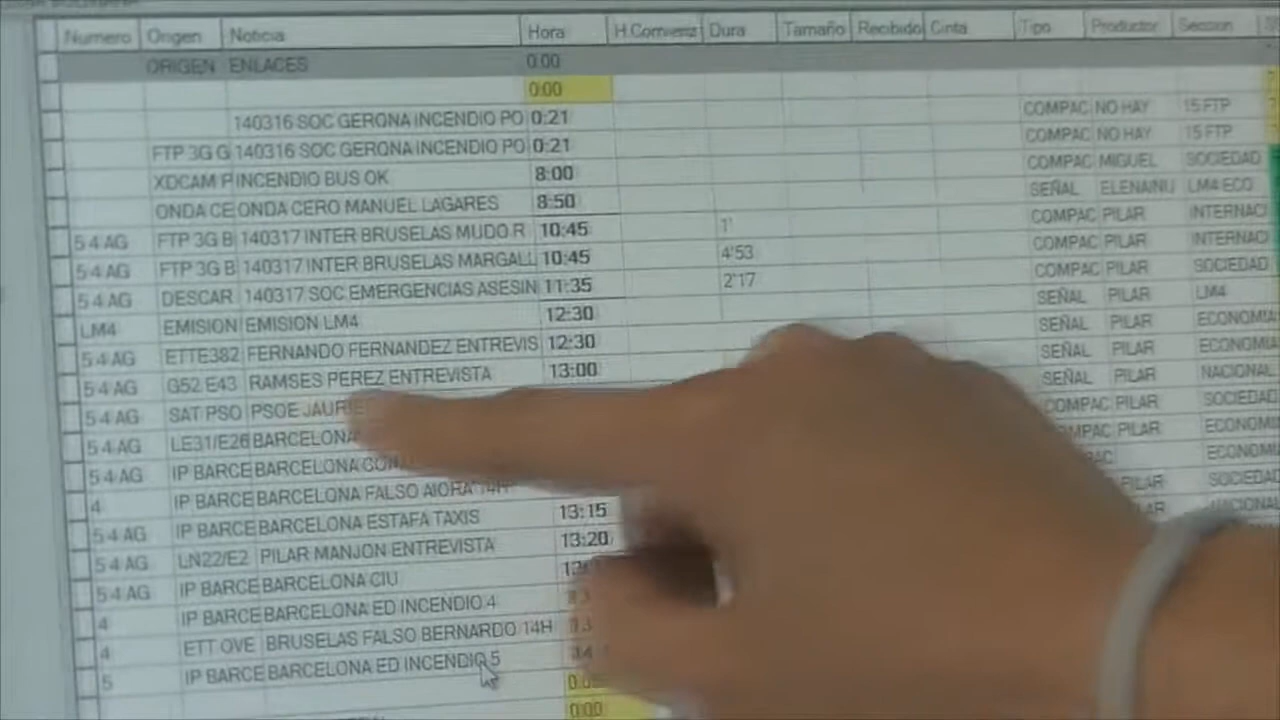 Numero Origen Noticia Hora H.Comienz Dura Tamaño Recibido Cinta Tipo Productor Seccion
ORIGEN ENLACES 0:00
0:00
140316 SOC GERONA INCENDIO PO 0:21 COMPAC NO HAY 15 FTP
FTP 3G G 140316 SOC GERONA INCENDIO PO 0:21 COMPAC NO HAY 15 FTP
XDCAM P INCENDIO BUS OK 8:00 COMPAC MIGUEL SOCIEDAD
ONDA CE ONDA CERO MANUEL LAGARES 8:50 SEÑAL ELENA/NU LM4 ECO
5 4 AG FTP 3G B 140317 INTER BRUSELAS MUDO R 10:45 1' COMPAC PILAR INTERNACI
5 4 AG FTP 3G B 140317 INTER BRUSELAS MARGALL 10:45 4'53 COMPAC PILAR INTERNACI
5 4 AG DESCAR 140317 SOC EMERGENCIAS ASESIN 11:35 2'17 COMPAC PILAR SOCIEDAD
LM4 EMISION EMISION LM4 12:30 SEÑAL PILAR LM4
5 4 AG ETTE382 FERNANDO FERNANDEZ ENTREVIS 12:30 SEÑAL PILAR ECONOMIA
5 4 AG G52 E43 RAMSES PEREZ ENTREVISTA 13:00 SEÑAL PILAR ECONOMIA
5 4 AG SAT PSO PSOE JAURIE SEÑAL PILAR NACIONAL
5 4 AG LE31/E26 BARCELONA COMPAC PILAR SOCIEDAD
5 4 AG IP BARCE BARCELONA COMPAC PILAR ECONOMI
4 IP BARCE BARCELONA FALSO AIORA 14H ECONOMI
5 4 AG IP BARCE BARCELONA ESTAFA TAXIS 13:15 PILAR SOCIEDAD
5 4 AG LN22/E2 PILAR MANJON ENTREVISTA 13:20 PILAR NACIONAL
5 4 AG IP BARCE BARCELONA CIU
4 IP BARCE BARCELONA ED INCENDIO 4
4 ETT OVE BRUSELAS FALSO BERNARDO 14H
5 IP BARCE BARCELONA ED INCENDIO 5
0:00